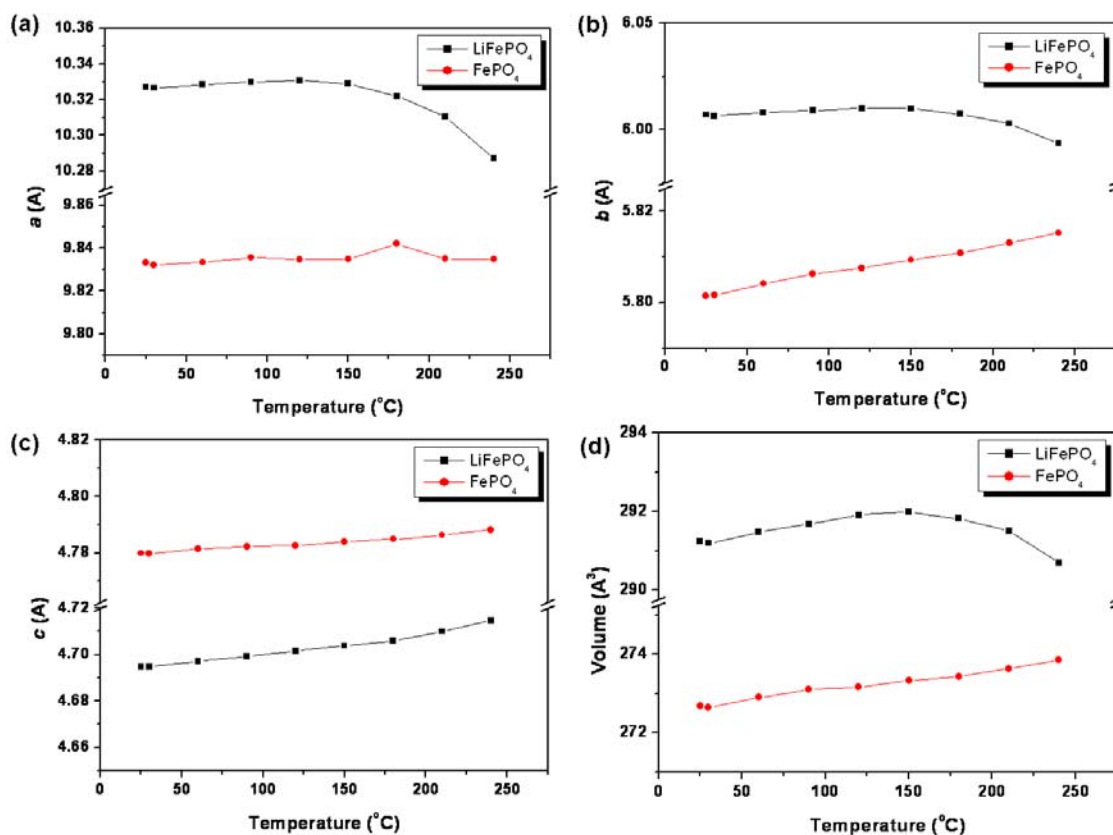 (a)
10.36
10.34
10.32
10.30
10.28
9.86
9.84
9.82
9.80
a (A)
LiFePO₄
FePO₄
0 50 100 150 200 250
Temperature (°C)
(b)
6.05
6.00
5.82
5.80
b (A)
LiFePO₄
FePO₄
0 50 100 150 200 250
Temperature (°C)
(c)
4.82
4.80
4.78
4.72
4.70
4.68
4.66
c (A)
LiFePO₄
FePO₄
0 50 100 150 200 250
Temperature (°C)
(d)
294
292
290
274
272
Volume (A³)
LiFePO₄
FePO₄
0 50 100 150 200 250
Temperature (°C)